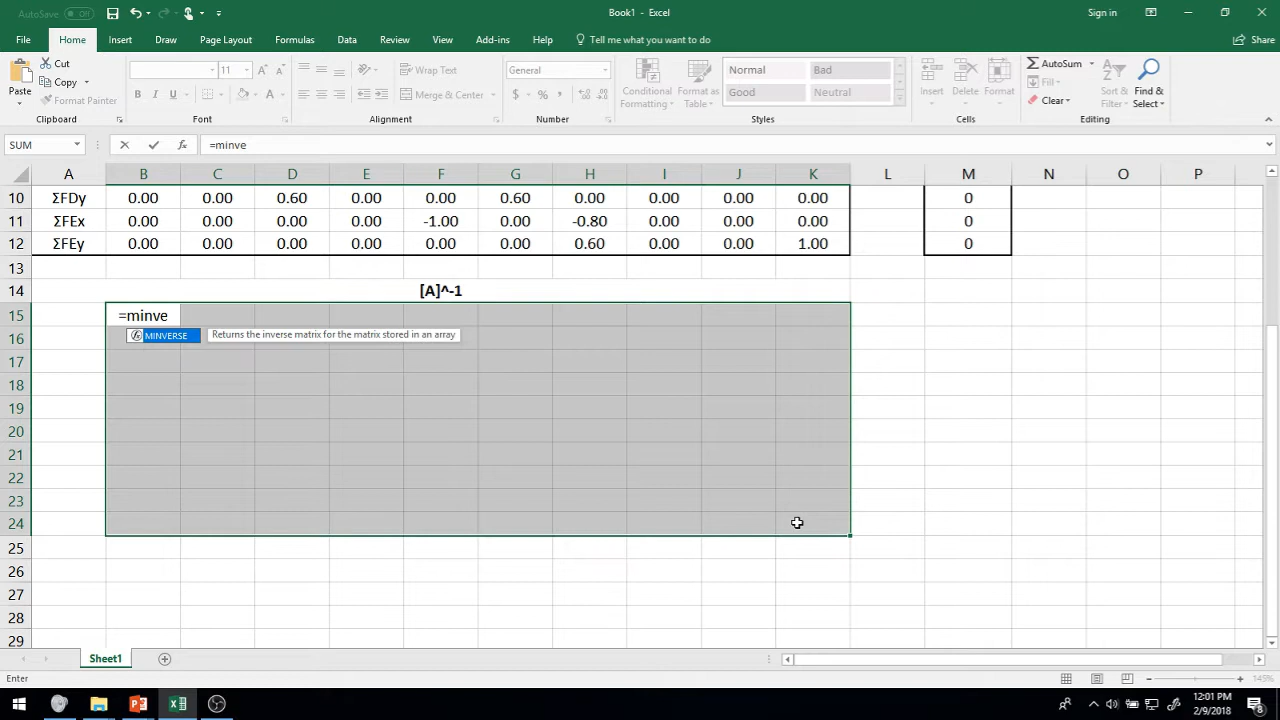 AutoSave Off
Book1 - Excel
Sign in
File Home Insert Draw Page Layout Formulas Data Review View Add-ins Help Tell me what you want to do Share
Paste
Cut
Copy
Format Painter
Clipboard
11
B I U
Font
Wrap Text
Merge & Center
Alignment
General
$ % ,
Number
Conditional Formatting
Format as Table
Normal Bad
Good Neutral
Styles
Insert Delete Format
Cells
AutoSum
Fill
Clear
Sort & Filter
Find & Select
Editing
SUM fx =minve
A B C D E F G H I J K L M N O P
10 ΣFDy 0.00 0.00 0.60 0.00 0.00 0.60 0.00 0.00 0.00 0.00 0
11 ΣFEx 0.00 0.00 0.00 0.00 -1.00 0.00 -0.80 0.00 0.00 0.00 0
12 ΣFEy 0.00 0.00 0.00 0.00 0.00 0.00 0.60 0.00 0.00 1.00 0
13
14 [A]^-1
15 =minve
16 fx MINVERSE Returns the inverse matrix for the matrix stored in an array
17
18
19
20
21
22
23
24
25
26
27
28
29
Sheet1
Enter
145%
12:01 PM
2/9/2018
8